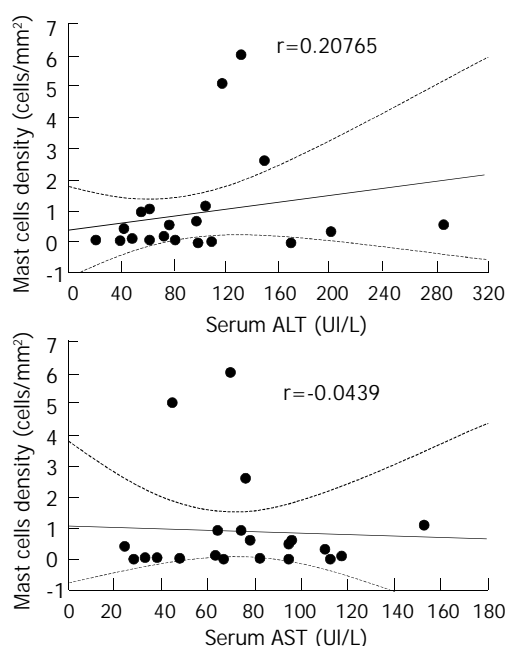 Mast cells density (cells/mm²)
7
6
5
4
3
2
1
0
-1
r=0.20765
0 40 80 120 160 200 240 280 320
Serum ALT (UI/L)
Mast cells density (cells/mm²)
7
6
5
4
3
2
1
0
-1
r=-0.0439
0 20 40 60 80 100 120 140 160 180
Serum AST (UI/L)